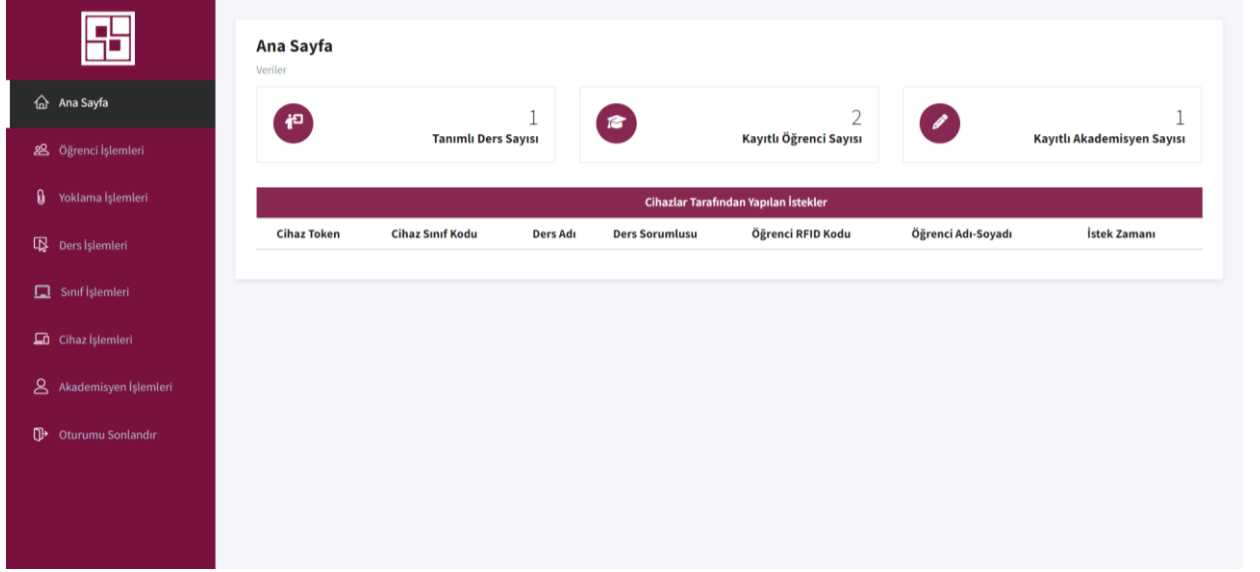 Ana Sayfa
Öğrenci İşlemleri
Yoklama İşlemleri
Ders İşlemleri
Sınıf İşlemleri
Cihaz İşlemleri
Akademisyen İşlemleri
Oturumu Sonlandır
Ana Sayfa
Veriler
1
Tanımlı Ders Sayısı
2
Kayıtlı Öğrenci Sayısı
1
Kayıtlı Akademisyen Sayısı
Cihazlar Tarafından Yapılan İstekler
Cihaz Token Cihaz Sınıf Kodu Ders Adı Ders Sorumlusu Öğrenci RFID Kodu Öğrenci Adı-Soyadı İstek Zamanı